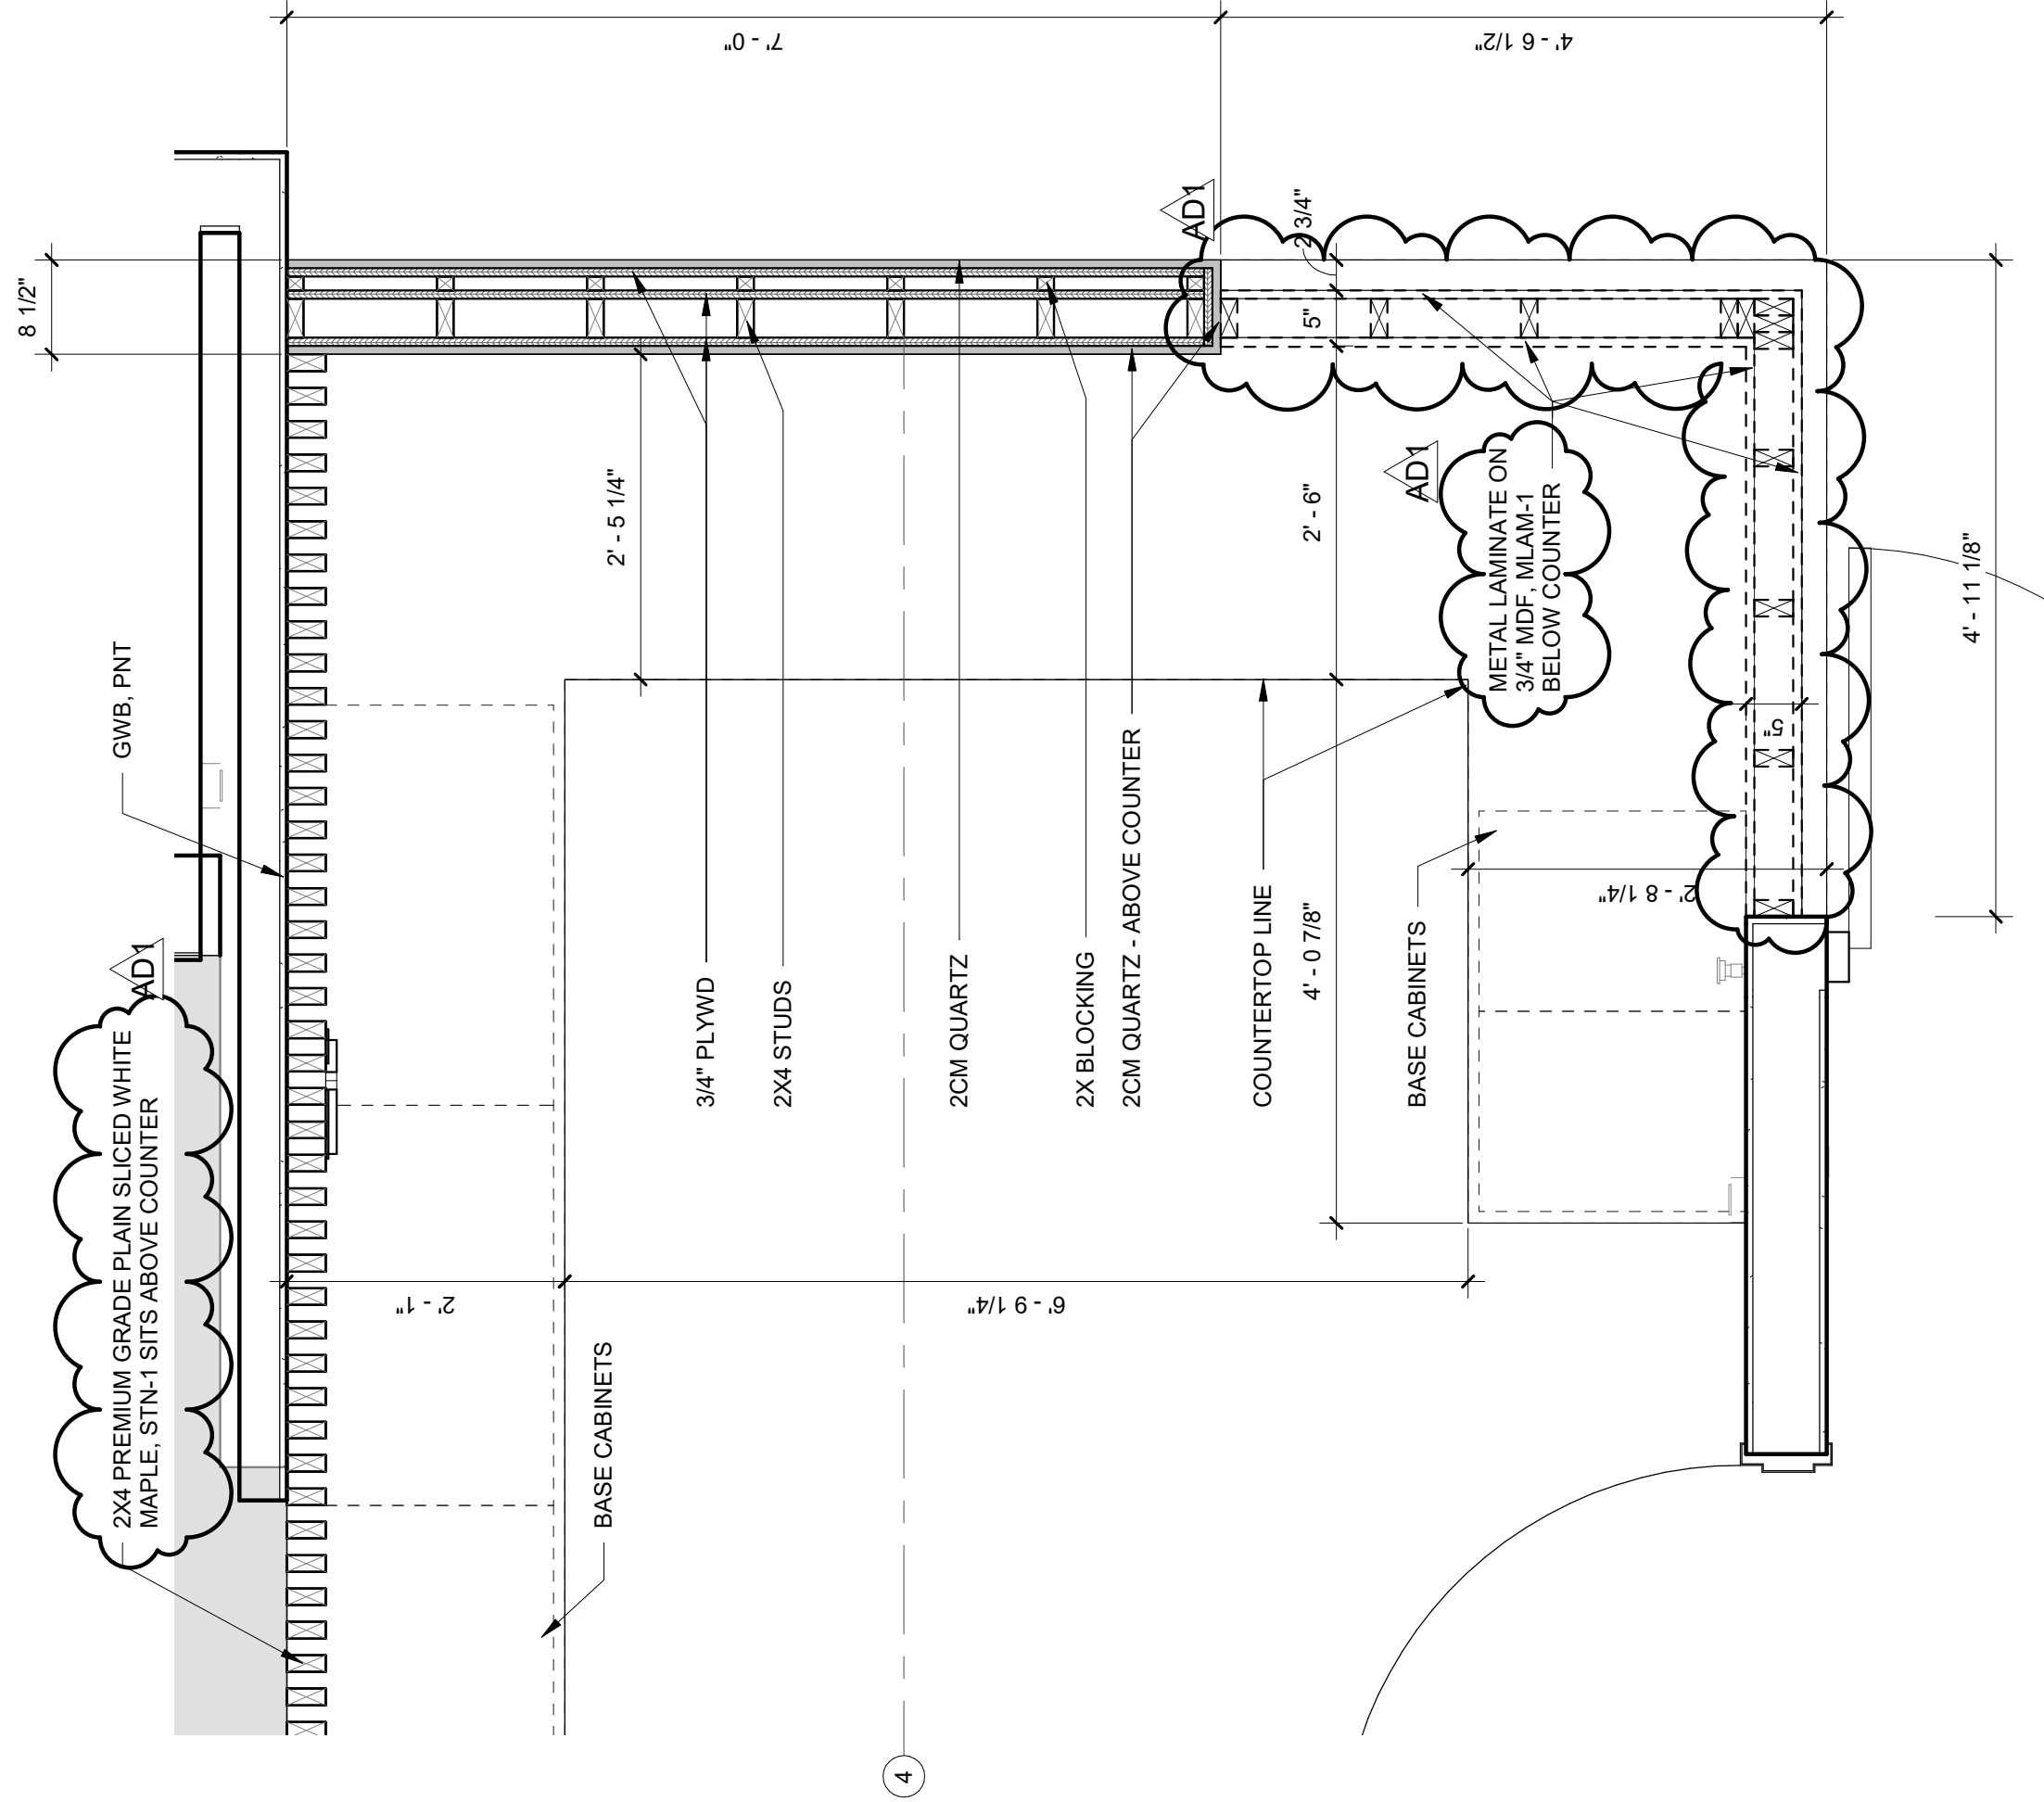 8 1/2"
7' - 0"
4' - 6 1/2"
GWB, PNT
AD1
2X4 PREMIUM GRADE PLAIN SLICED WHITE
MAPLE, STN-1 SITS ABOVE COUNTER
2' - 1"
BASE CABINETS
2' - 5 1/4"
3/4" PLYWD
2X4 STUDS
2CM QUARTZ
2X BLOCKING
2CM QUARTZ - ABOVE COUNTER
COUNTERTOP LINE
BASE CABINETS
6' - 9 1/4"
4' - 0 7/8"
2' - 6"
5"
2 3/4"
AD1
AD1
METAL LAMINATE ON
3/4" MDF, MLAM-1
BELOW COUNTER
5"
2' - 8 1/4"
4' - 11 1/8"
4